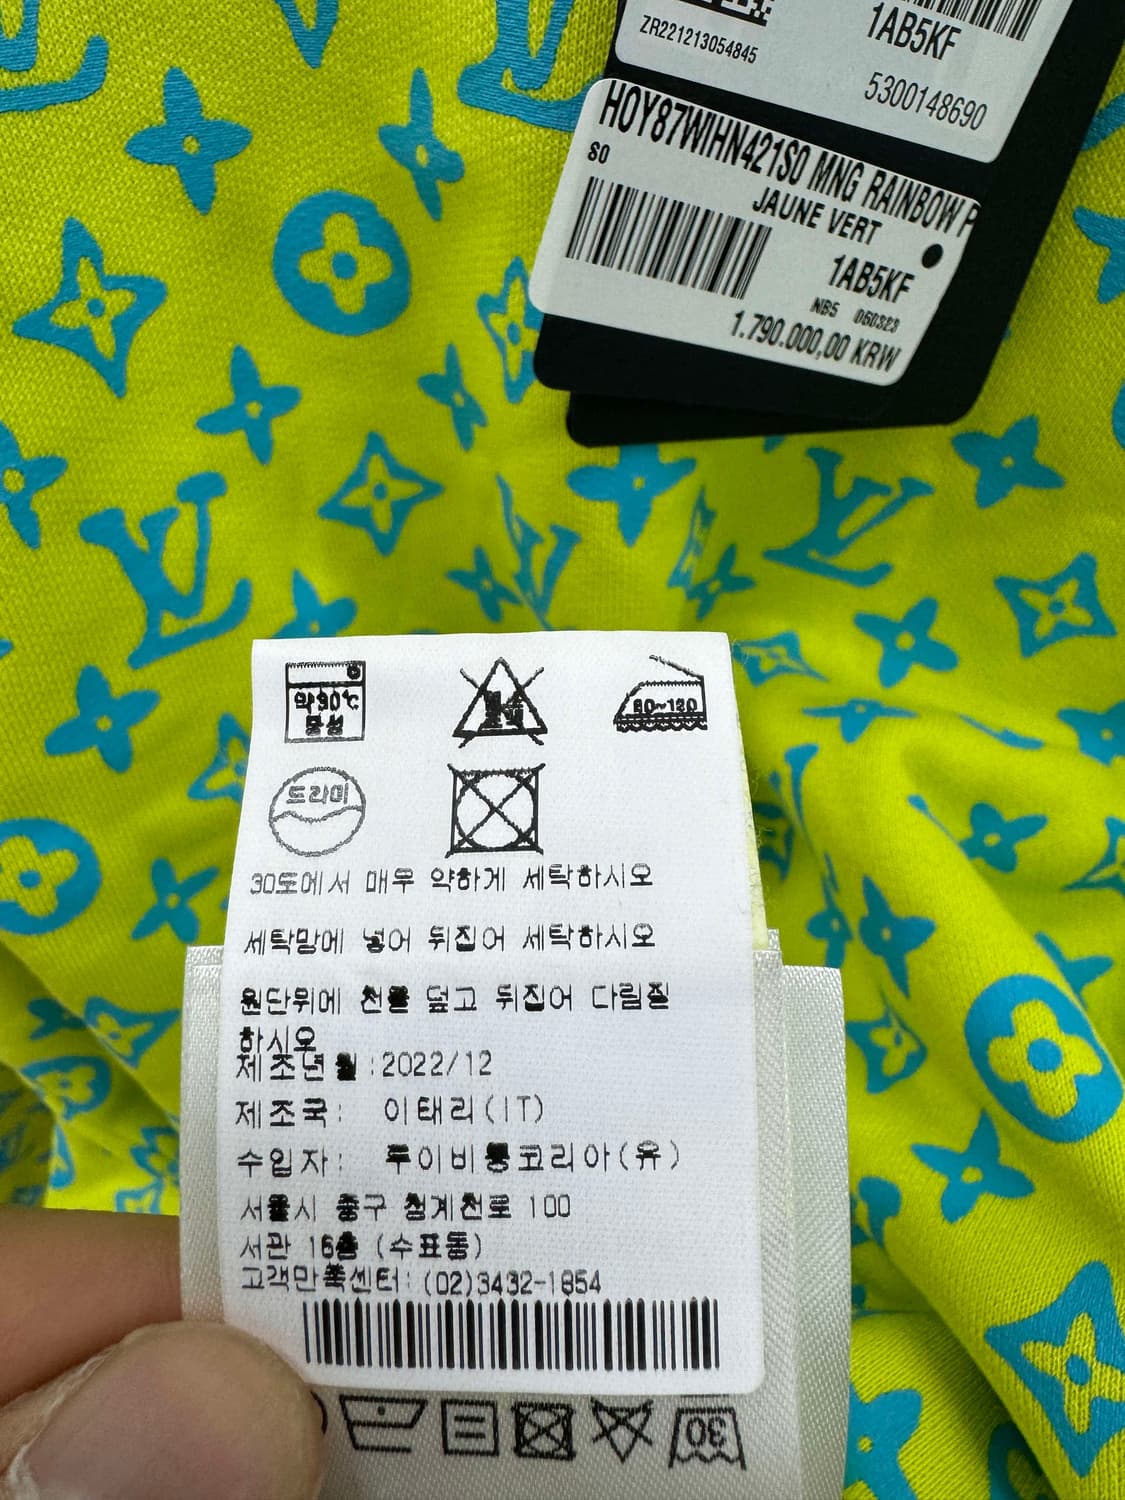 ZR221213054845
1AB5KF
5300148690
HOY87WIHN421S0 MNG RAINBOW P
S0
JAUNE VERT
1AB5KF
NB5 060323
1.790.000,00 KRW
약30℃
중성
80~120
드라이
30도에서 매우 약하게 세탁하시오
세탁망에 넣어 뒤집어 세탁하시오
원단위에 천을 덮고 뒤집어 다림질
하시오
제조년월:2022/12
제조국: 이태리(IT)
수입자: 루이비통코리아(유)
서울시 중구 청계천로 100
서관 16층 (수표동)
고객만족센터: (02)3432-1854
30